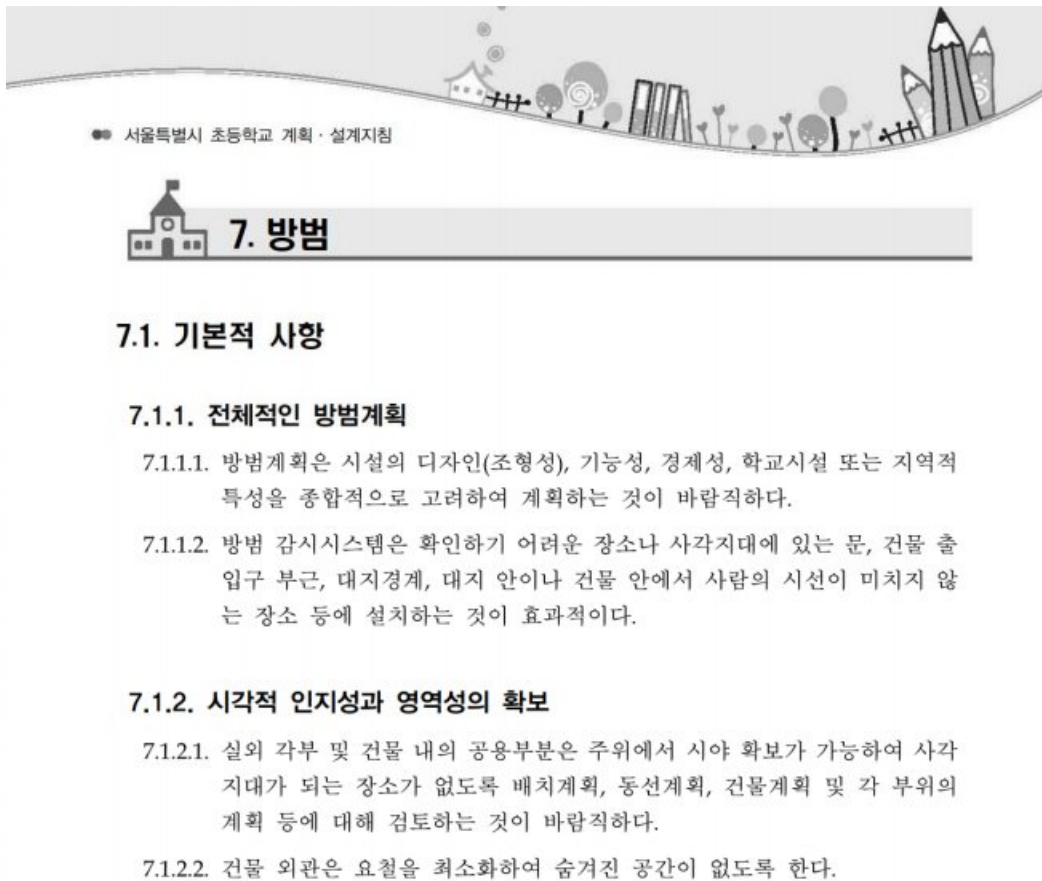 서울특별시 초등학교 계획·설계지침
7. 방범
7.1. 기본적 사항
7.1.1. 전체적인 방범계획
7.1.1.1. 방범계획은 시설의 디자인(조형성), 기능성, 경제성, 학교시설 또는 지역적
특성을 종합적으로 고려하여 계획하는 것이 바람직하다.
7.1.1.2. 방범 감시시스템은 확인하기 어려운 장소나 사각지대에 있는 문, 건물 출
입구 부근, 대지경계, 대지 안이나 건물 안에서 사람의 시선이 미치지 않
는 장소 등에 설치하는 것이 효과적이다.
7.1.2. 시각적 인지성과 영역성의 확보
7.1.2.1. 실외 각부 및 건물 내의 공용부분은 주위에서 시야 확보가 가능하여 사각
지대가 되는 장소가 없도록 배치계획, 동선계획, 건물계획 및 각 부위의
계획 등에 대해 검토하는 것이 바람직하다.
7.1.2.2. 건물 외관은 요철을 최소화하여 숨겨진 공간이 없도록 한다.